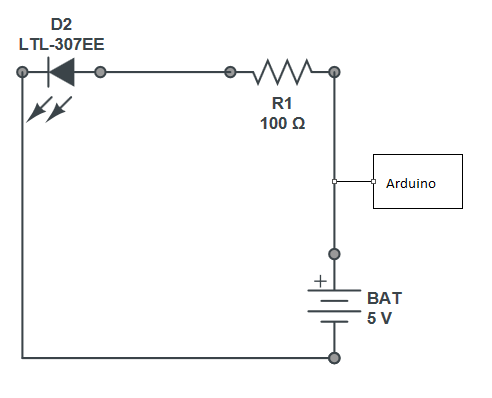 D2
LTL-307EE
R1
100 Ω
Arduino
+
BAT
5 V